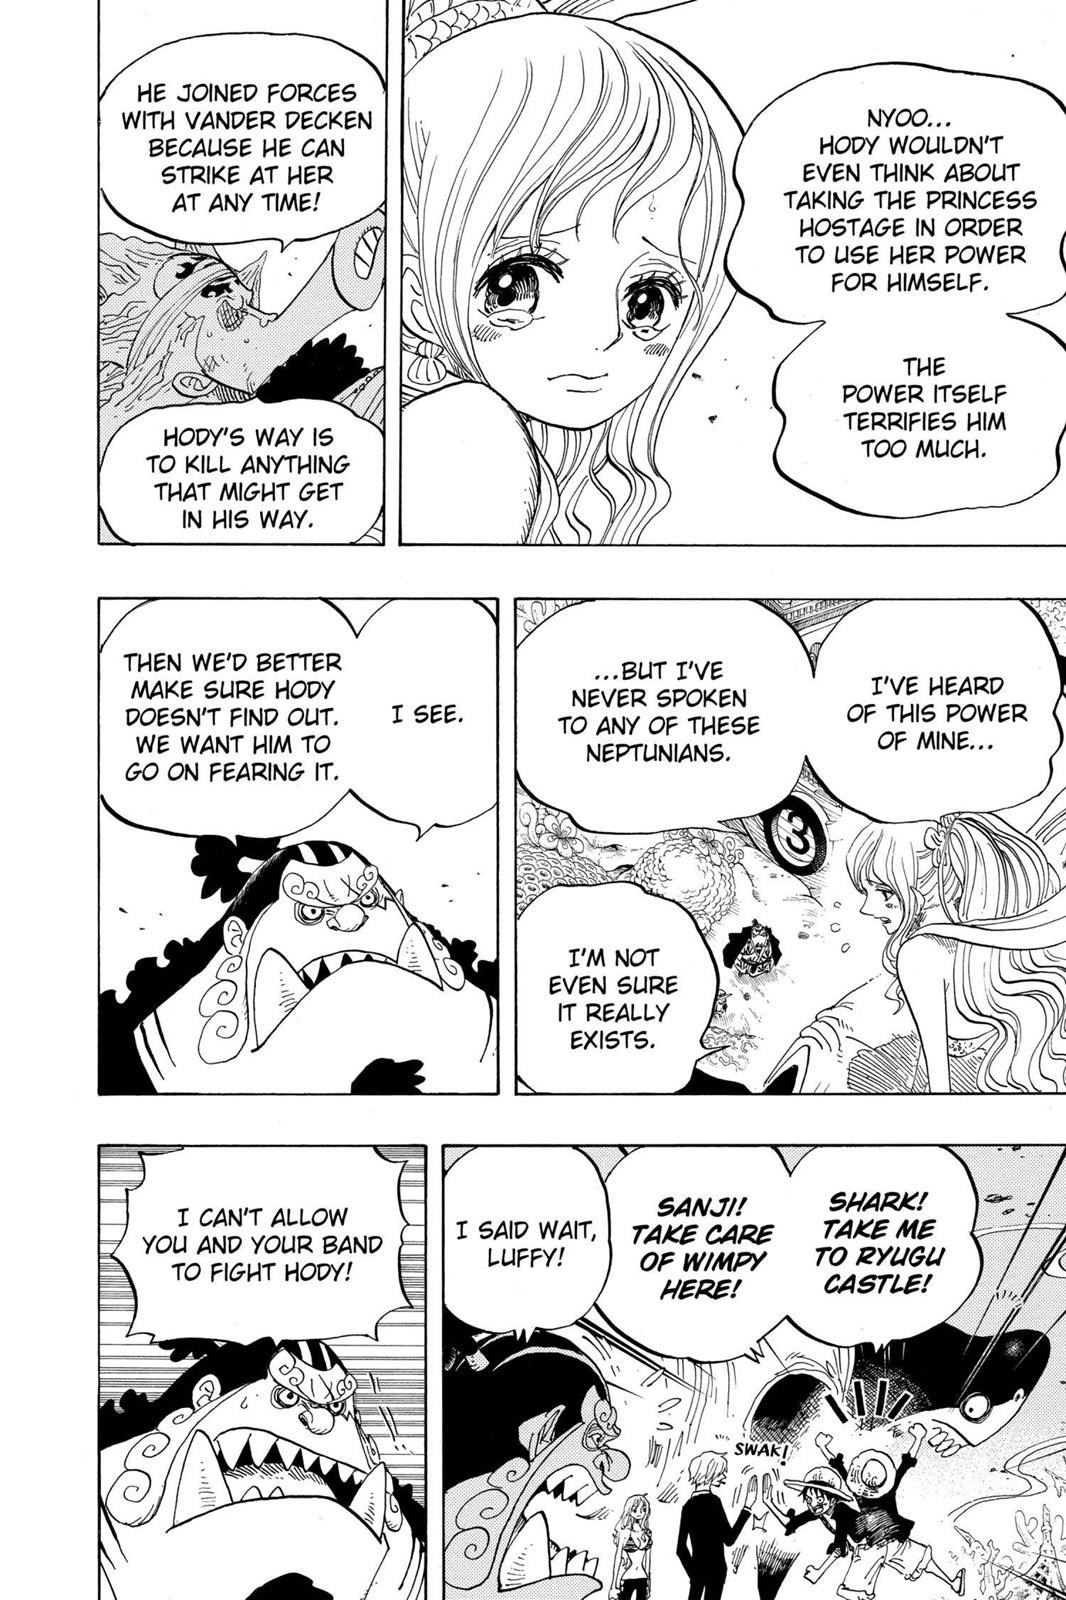 NYOO...
HODY WOULDN'T
EVEN THINK ABOUT
TAKING THE PRINCESS
HOSTAGE IN ORDER
TO USE HER POWER
FOR HIMSELF.
THE
POWER ITSELF
TERRIFIES HIM
TOO MUCH.
HE JOINED FORCES
WITH VANDER DECKEN
BECAUSE HE CAN
STRIKE AT HER
AT ANY TIME!
HODY'S WAY IS
TO KILL ANYTHING
THAT MIGHT GET
IN HIS WAY.
I'VE HEARD
OF THIS POWER
OF MINE...
...BUT I'VE
NEVER SPOKEN
TO ANY OF THESE
NEPTUNIANS.
3
I'M NOT
EVEN SURE
IT REALLY
EXISTS.
I SEE.
THEN WE'D BETTER
MAKE SURE HODY
DOESN'T FIND OUT.
WE WANT HIM TO
GO ON FEARING IT.
SHARK!
TAKE ME
TO RYUGU
CASTLE!
SANJI!
TAKE CARE
OF WIMPY
HERE!
SWAK!
I SAID WAIT,
LUFFY!
I CAN'T ALLOW
YOU AND YOUR BAND
TO FIGHT HODY!